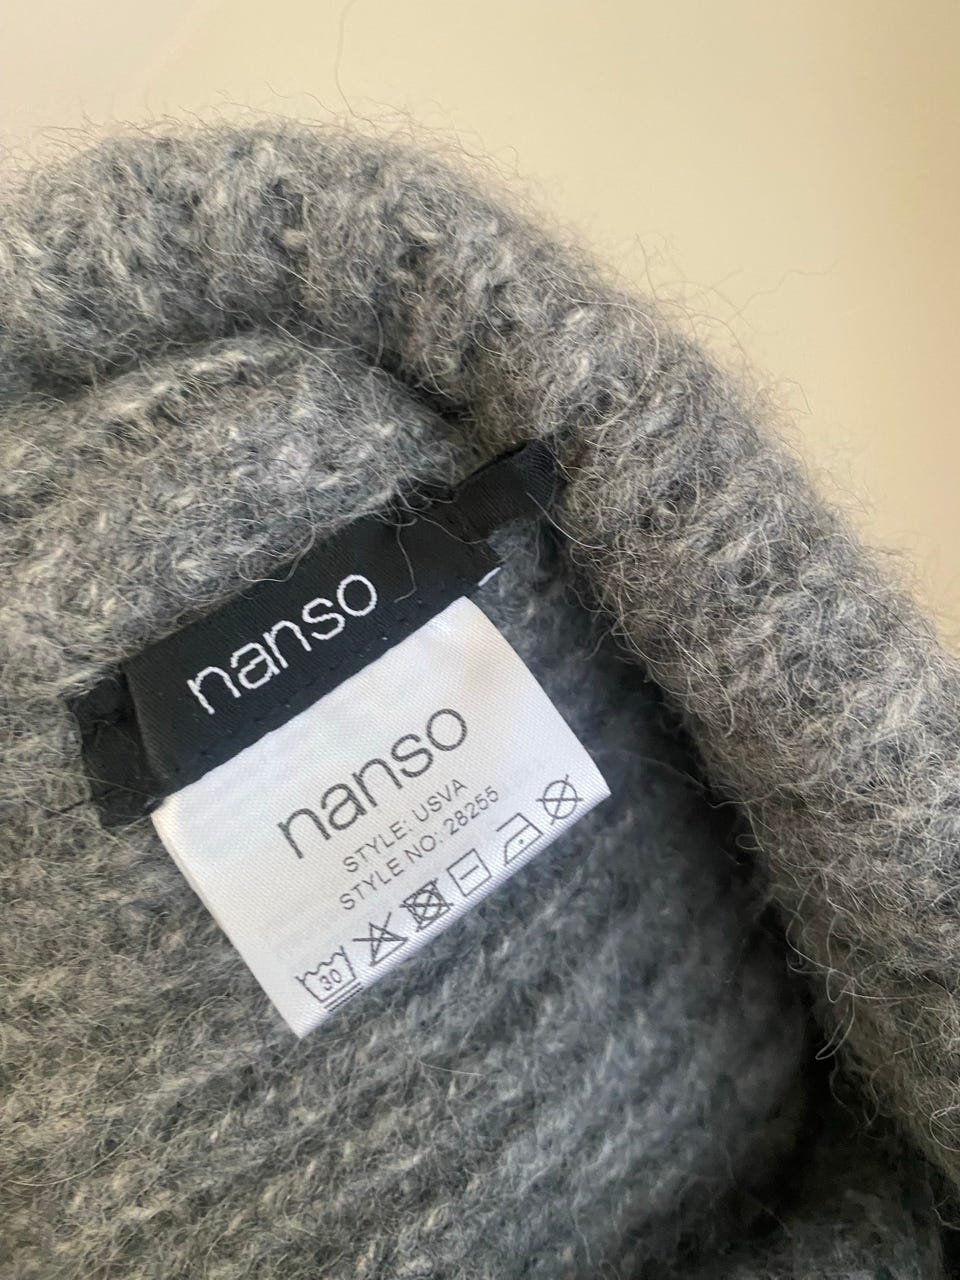 nanso
nanso
STYLE: USVA
STYLE NO: 28255
30